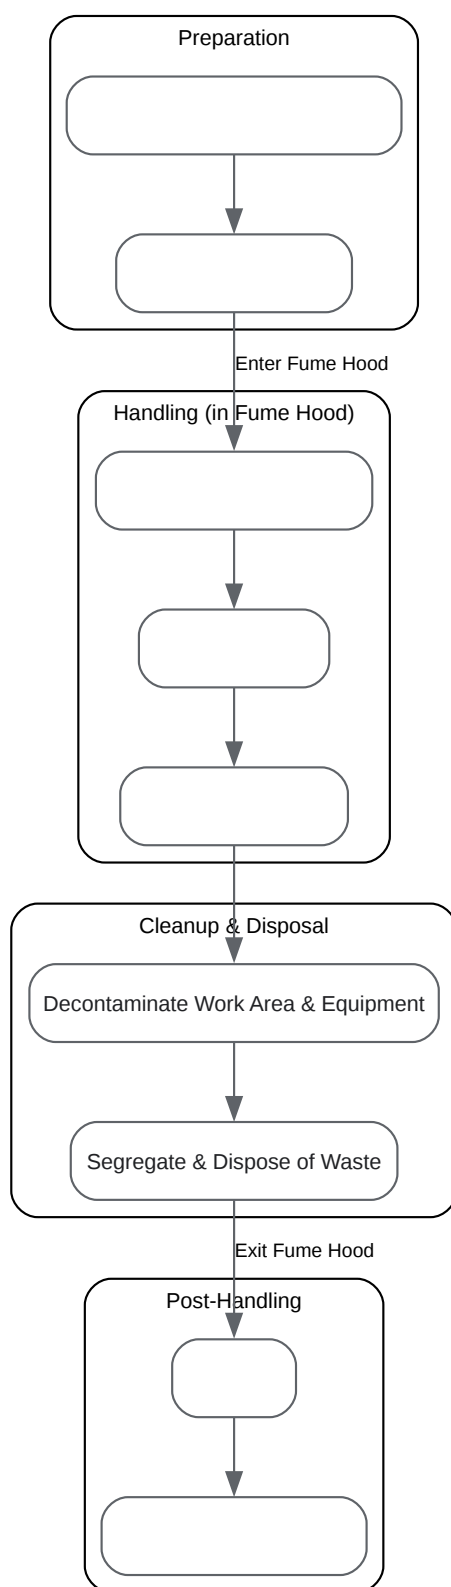 Preparation
Enter Fume Hood
Handling (in Fume Hood)
Cleanup & Disposal
Decontaminate Work Area & Equipment
Segregate & Dispose of Waste
Exit Fume Hood
Post-Handling